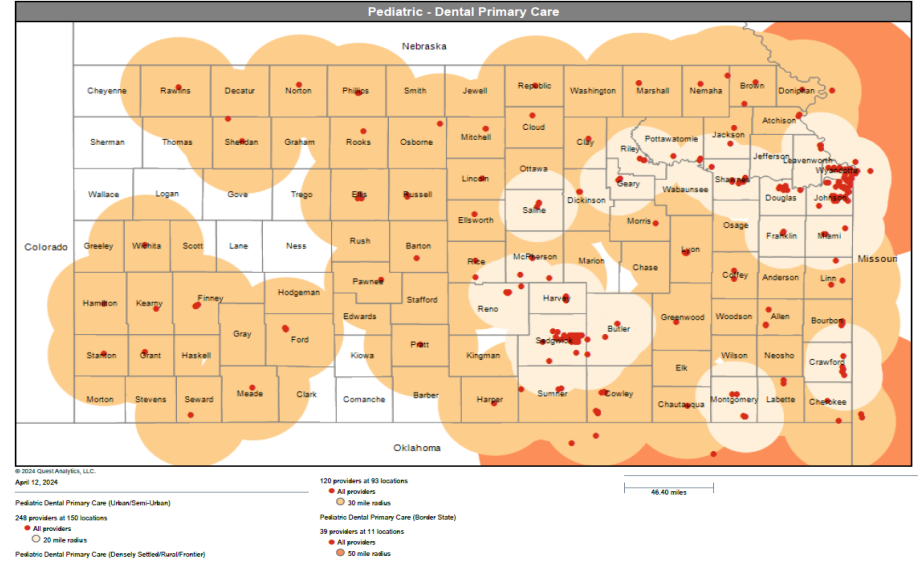 Pediatric - Dental Primary Care
Nebraska
Cheyenne Rawlins Decatur Norton Phillips Smith Jewell Republic Washington Marshall Nemaha Brown Doniphan
Atchison
Sherman Thomas Sheridan Graham Rooks Osborne Mitchell Cloud Clay Riley Pottawatomie Jackson
Jefferson Leavenworth
Wyandotte
Wallace Logan Gove Trego Ellis Russell Lincoln Ottawa Geary Wabaunsee Shawnee Douglas Johnson
Saline Dickinson
Ellsworth Morris Osage Franklin Miami
Colorado Greeley Wichita Scott Lane Ness Rush Barton Rice McPherson Marion Chase Lyon Missouri
Pawnee Coffey Anderson Linn
Hamilton Kearny Finney Hodgeman Stafford Reno Harvey
Edwards Greenwood Woodson Allen Bourbon
Gray Ford Butler
Stanton Grant Haskell Kiowa Pratt Kingman Sedgwick Elk Wilson Neosho Crawford
Morton Stevens Seward Meade Clark Comanche Barber Harper Sumner Cowley Chautauqua Montgomery Labette Cherokee
Oklahoma
© 2024 Quest Analytics, LLC.
April 12, 2024
Pediatric Dental Primary Care (Urban/Semi-Urban)
248 providers at 150 locations
All providers
20 mile radius
Pediatric Dental Primary Care (Densely Settled/Rural/Frontier)
120 providers at 93 locations
All providers
30 mile radius
Pediatric Dental Primary Care (Border State)
39 providers at 11 locations
All providers
50 mile radius
46.40 miles